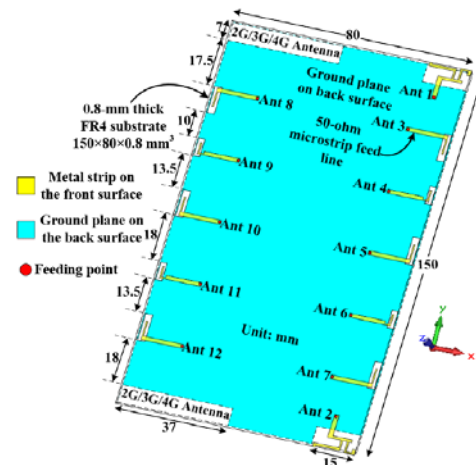 7
80
2G/3G/4G Antenna
17.5
Ground plane
on back surface
Ant 1
0.8-mm thick
FR4 substrate
150×80×0.8 mm³
Ant 8
50-ohm
microstrip feed
line
Ant 3
10
13.5
Ant 9
Ant 4
Metal strip on
the front surface
Ground plane on
the back surface
Feeding point
18
Ant 10
Ant 5
150
13.5
Ant 11
Ant 6
Unit: mm
y
z
x
18
Ant 12
Ant 7
Ant 2
2G/3G/4G Antenna
37
15